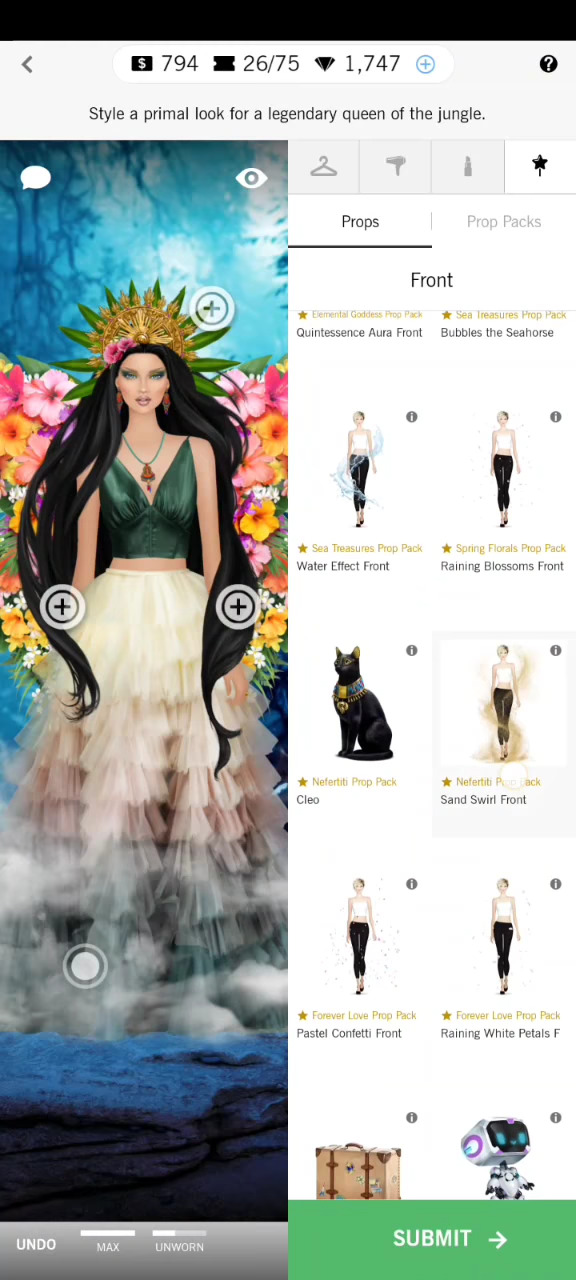 794 26/75 1,747
Style a primal look for a legendary queen of the jungle.
Props Prop Packs
Front
Elemental Goddess Prop Pack Sea Treasures Prop Pack
Quintessence Aura Front Bubbles the Seahorse
Sea Treasures Prop Pack Spring Florals Prop Pack
Water Effect Front Raining Blossoms Front
Nefertiti Prop Pack Nefertiti Prop Pack
Cleo Sand Swirl Front
Forever Love Prop Pack Forever Love Prop Pack
Pastel Confetti Front Raining White Petals F
UNDO MAX UNWORN
SUBMIT